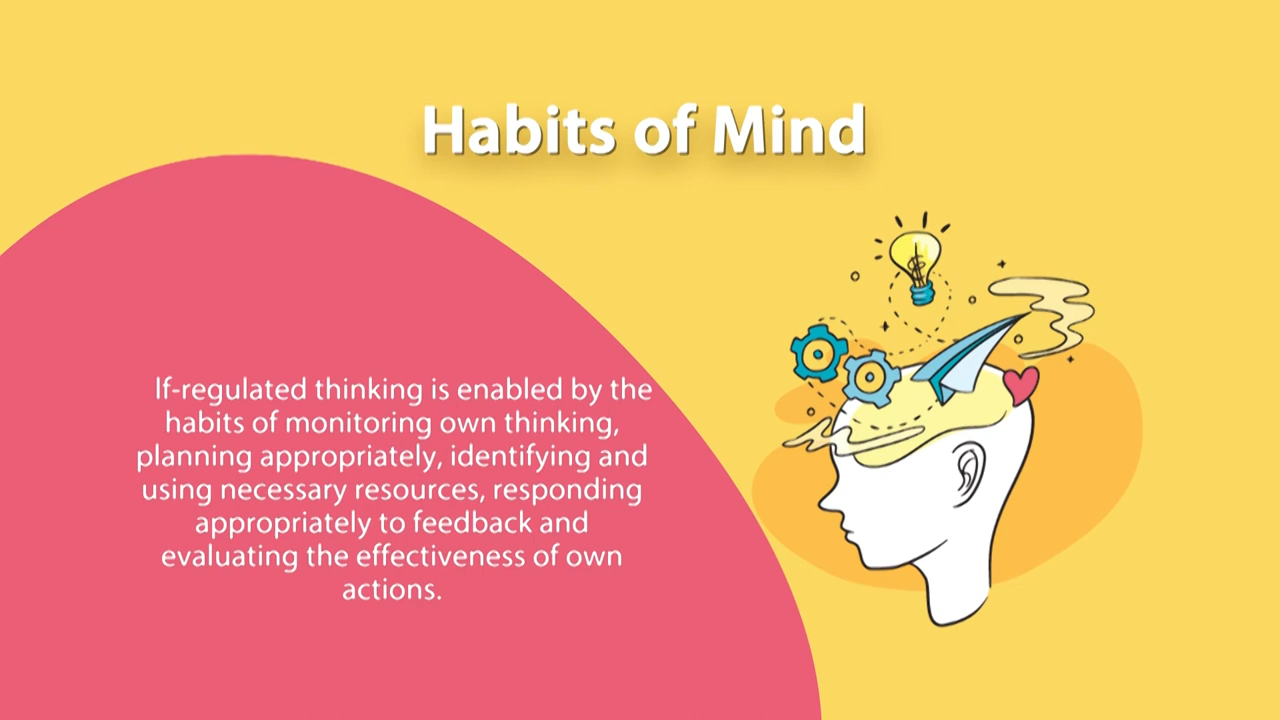 Habits of Mind
lf-regulated thinking is enabled by the
habits of monitoring own thinking,
planning appropriately, identifying and
using necessary resources, responding
appropriately to feedback and
evaluating the effectiveness of own
actions.